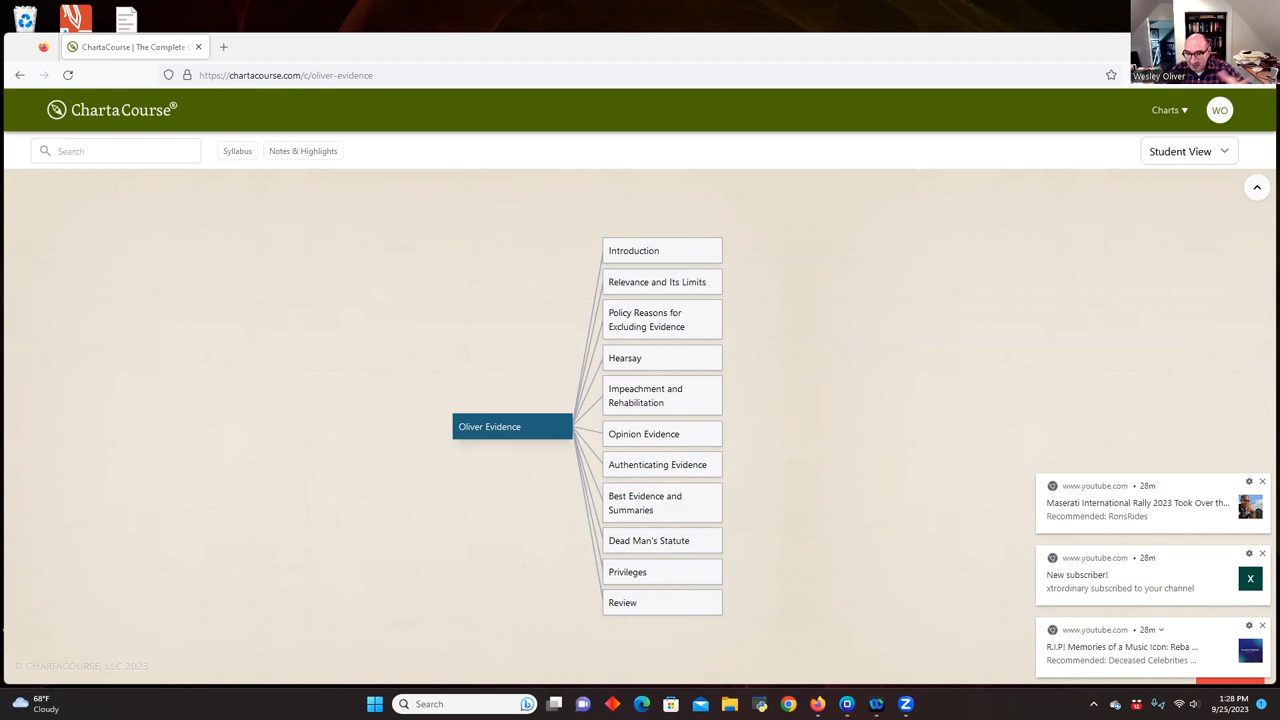 ChartaCourse | The Complete C
https://chartacourse.com/c/oliver-evidence
Wesley Oliver
ChartaCourse®
Charts ▼
WO
Search
Syllabus
Notes & Highlights
Student View
Introduction
Relevance and Its Limits
Policy Reasons for
Excluding Evidence
Hearsay
Impeachment and
Rehabilitation
Oliver Evidence
Opinion Evidence
Authenticating Evidence
Best Evidence and
Summaries
Dead Man's Statute
Privileges
Review
www.youtube.com • 28m
Maserati International Rally 2023 Took Over th...
Recommended: RonsRides
www.youtube.com • 28m
New subscriber!
xtrordinary subscribed to your channel
X
www.youtube.com • 28m
R.I.P! Memories of a Music Icon: Reba ...
Recommended: Deceased Celebrities ...
© CHARTACOURSE, LLC 2023
68°F
Cloudy
Search
1:28 PM
9/25/2023